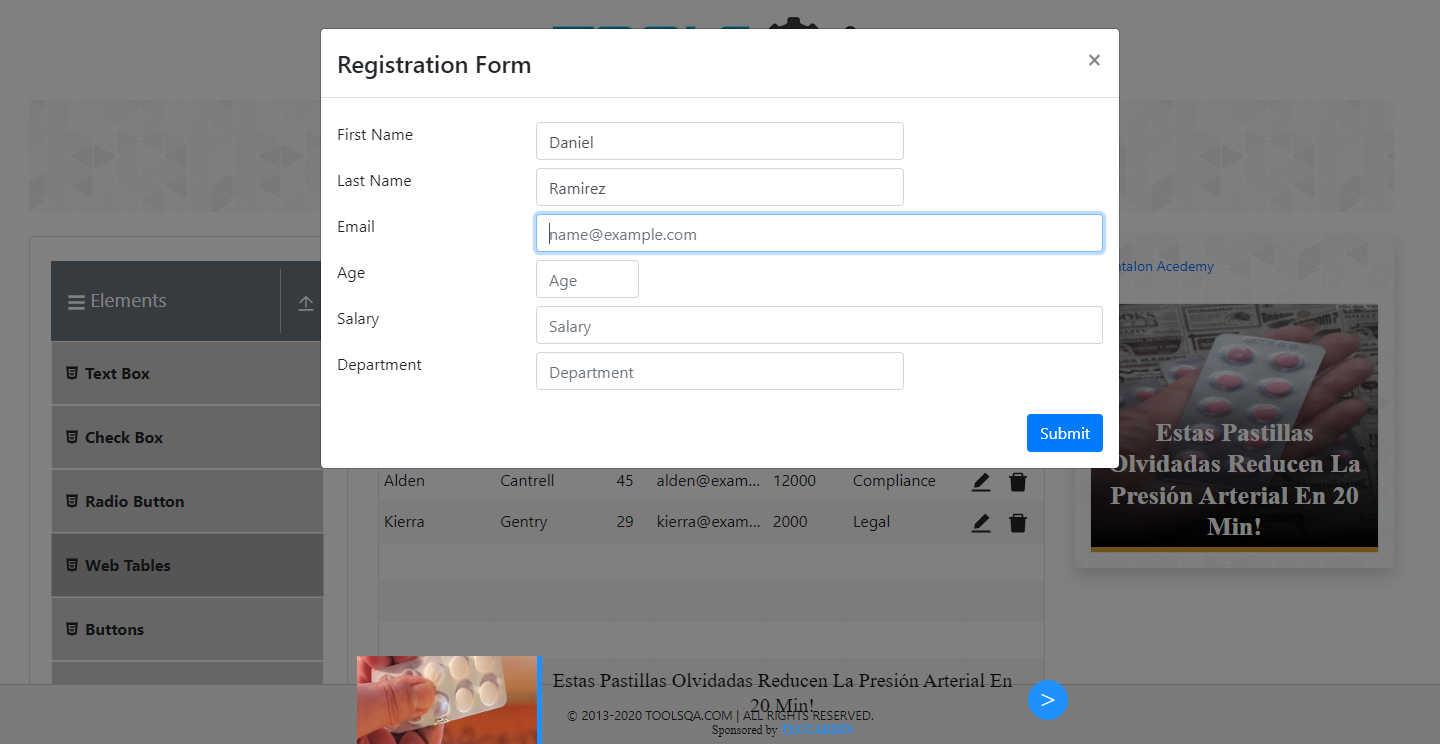 Registration Form
×
First Name
Daniel
Last Name
Ramirez
Email
name@example.com
Age
Age
Salary
Salary
Department
Department
Submit
Elements
Text Box
Check Box
Radio Button
Web Tables
Buttons
Alden Cantrell 45 alden@exam... 12000 Compliance
Kierra Gentry 29 kierra@exam... 2000 Legal
talon Acedemy
Estas Pastillas
Olvidadas Reducen La
Presión Arterial En 20
Min!
Estas Pastillas Olvidadas Reducen La Presión Arterial En
20 Min!
>
© 2013-2020 TOOLSQA.COM | ALL RIGHTS RESERVED.
Sponsored by